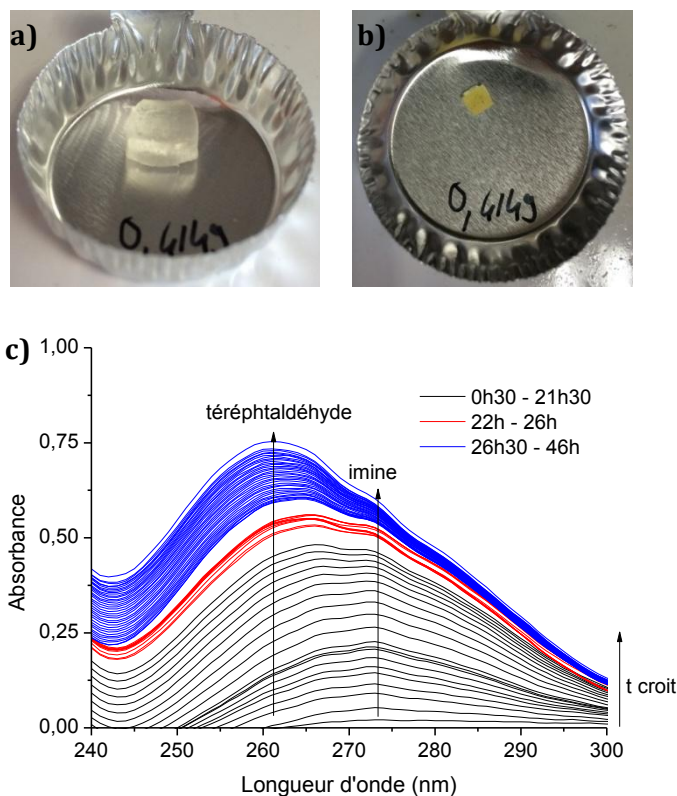 a)
0,414g
b)
0,414g
c)
téréphtaldéhyde
imine
0h30 - 21h30
22h - 26h
26h30 - 46h
1,00
0,75
0,50
0,25
0,00
Absorbance
240 250 260 270 280 290 300
Longueur d'onde (nm)
t croit